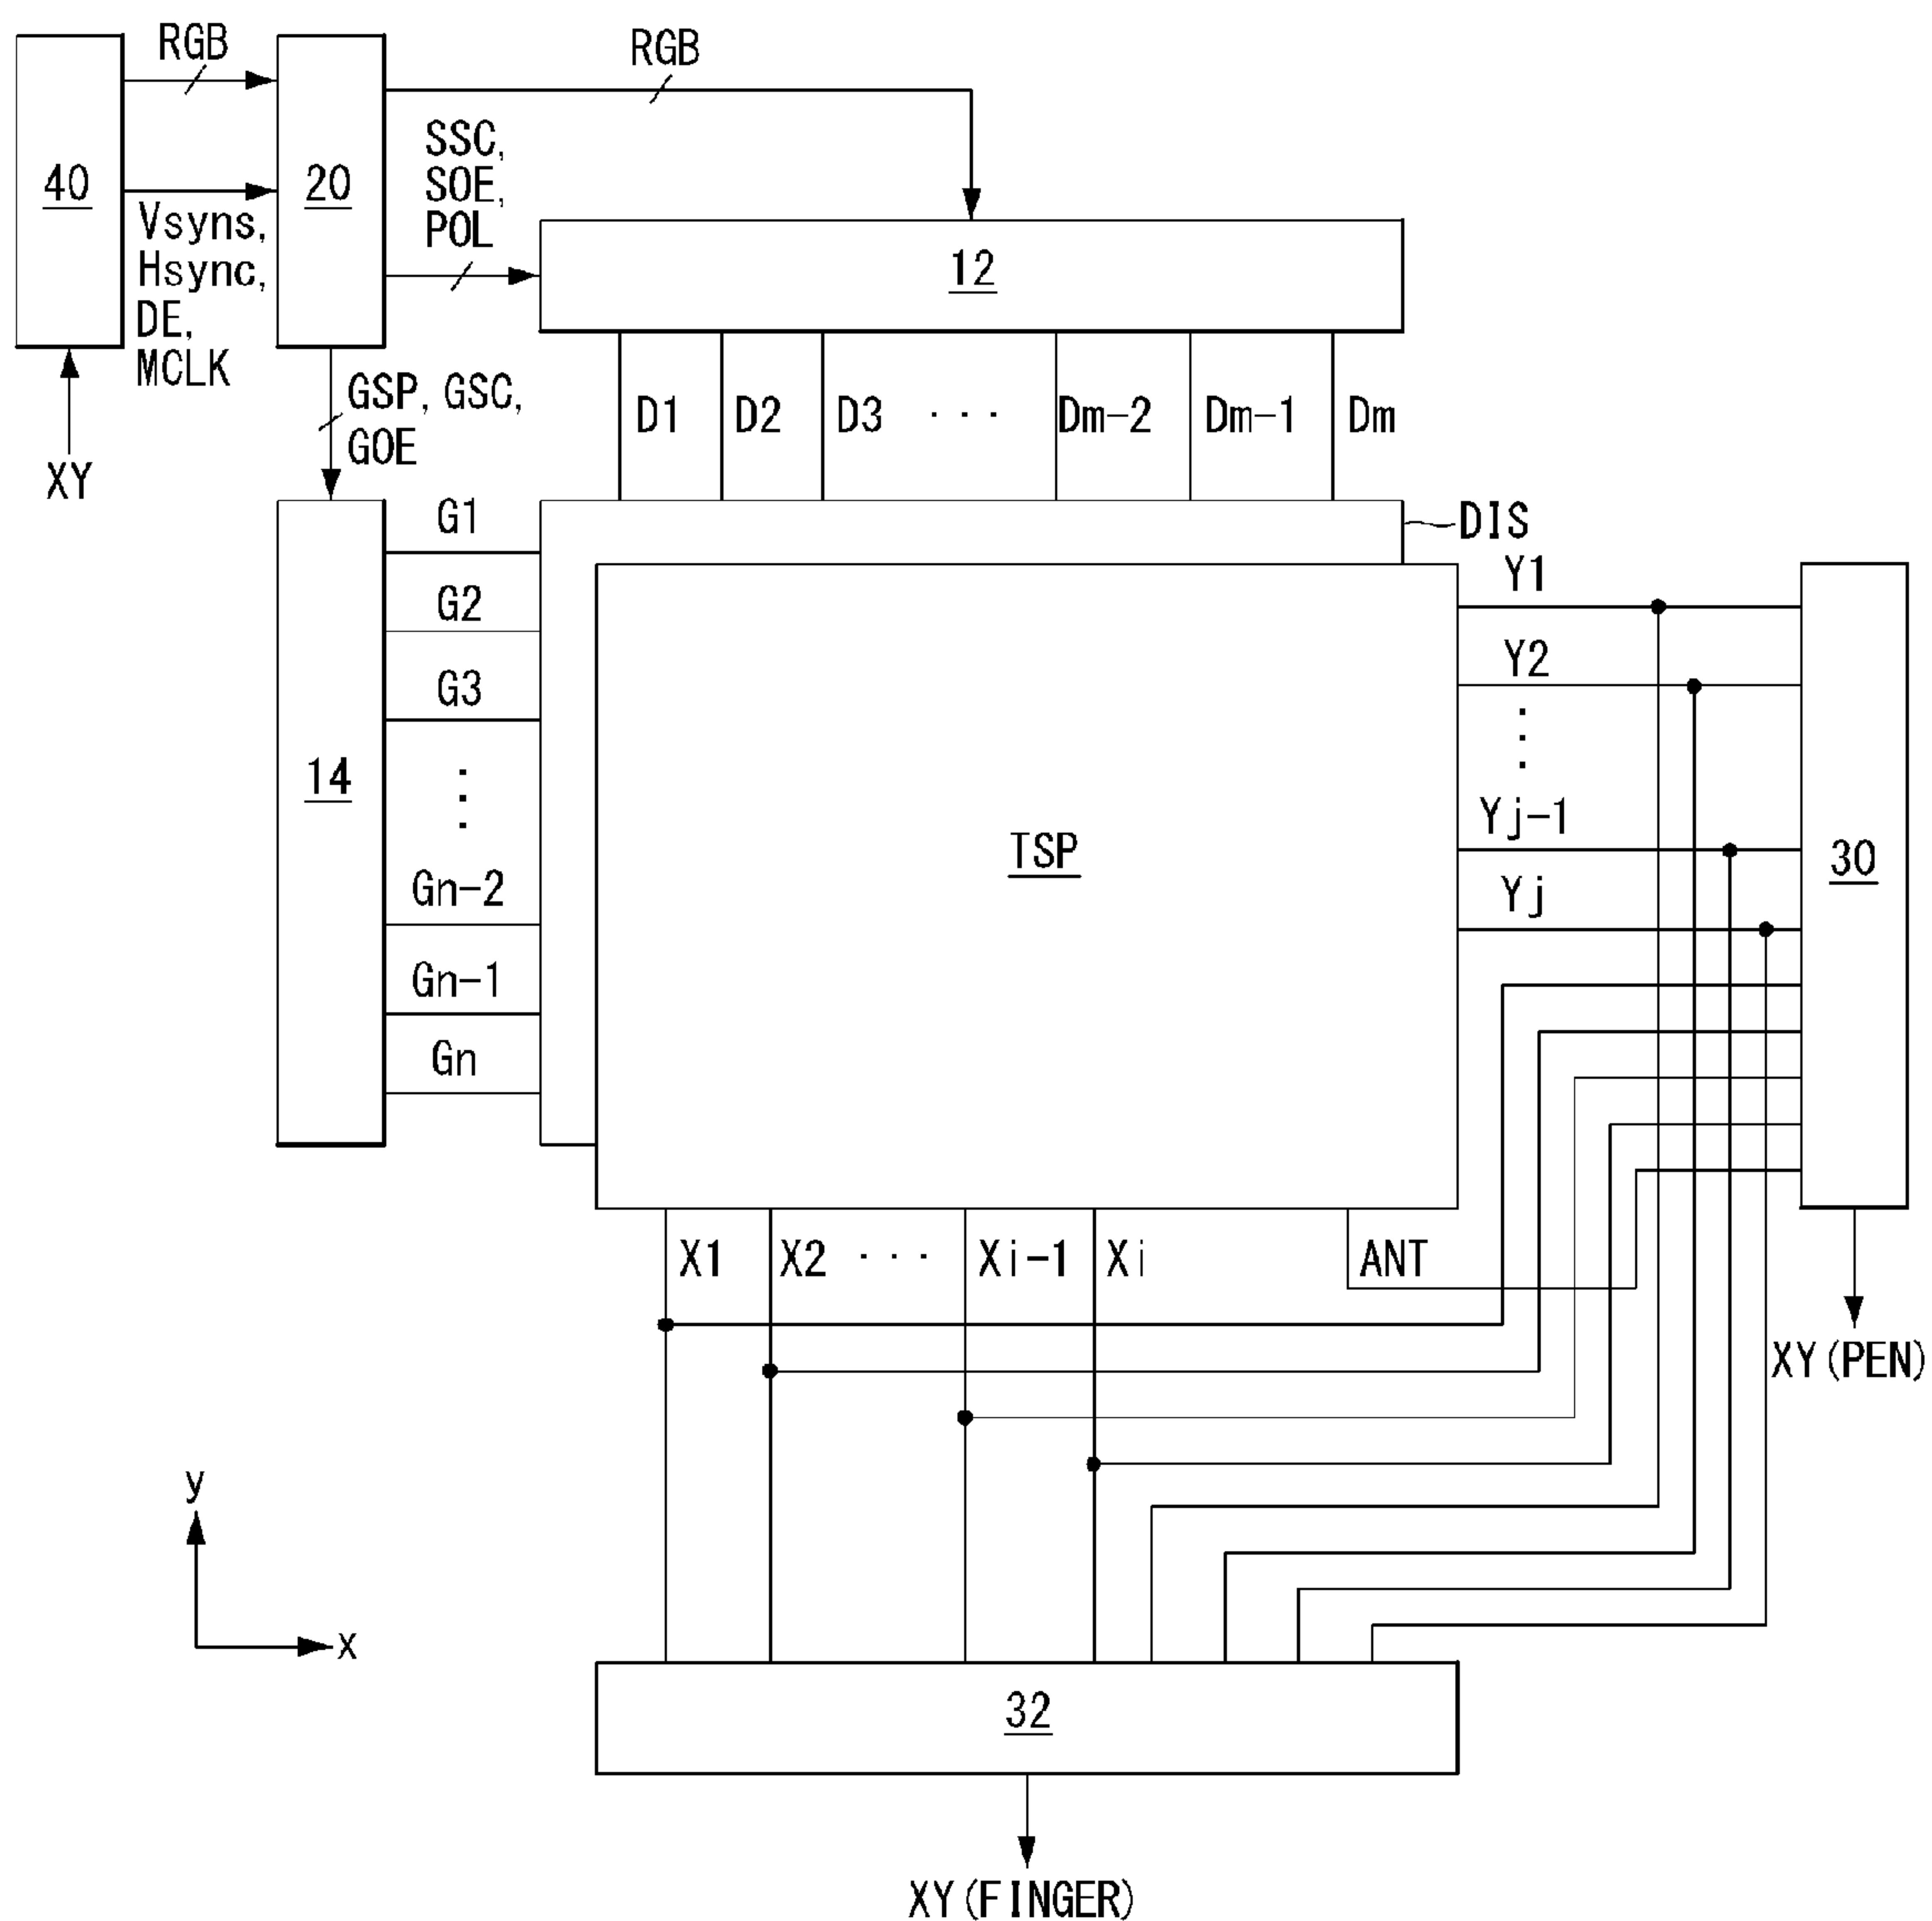 RGB
RGB
40
20
SSC,
SOE,
POL
Vsyns,
Hsync,
DE,
MCLK
12
XY
GSP, GSC,
GOE
D1 D2 D3 ··· Dm-2 Dm-1 Dm
DIS
G1
G2
G3
⋮
14
Gn-2
Gn-1
Gn
TSP
Y1
Y2
⋮
Yj-1
Yj
30
X1 X2 ··· Xi-1 Xi ANT
XY(PEN)
y
x
32
XY(FINGER)